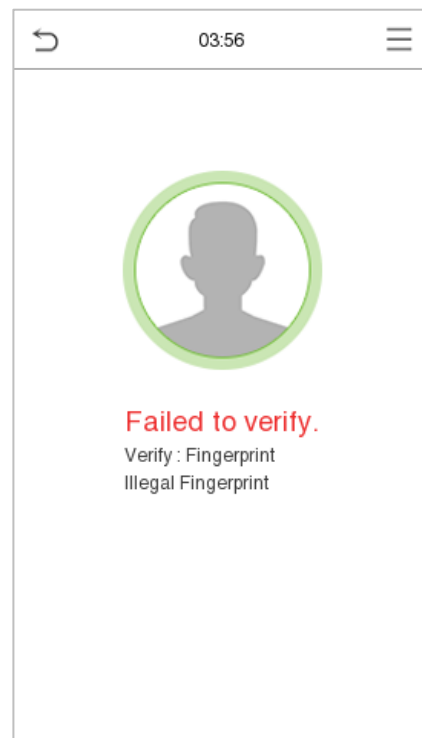 03:56
Failed to verify.
Verify : Fingerprint
Illegal Fingerprint